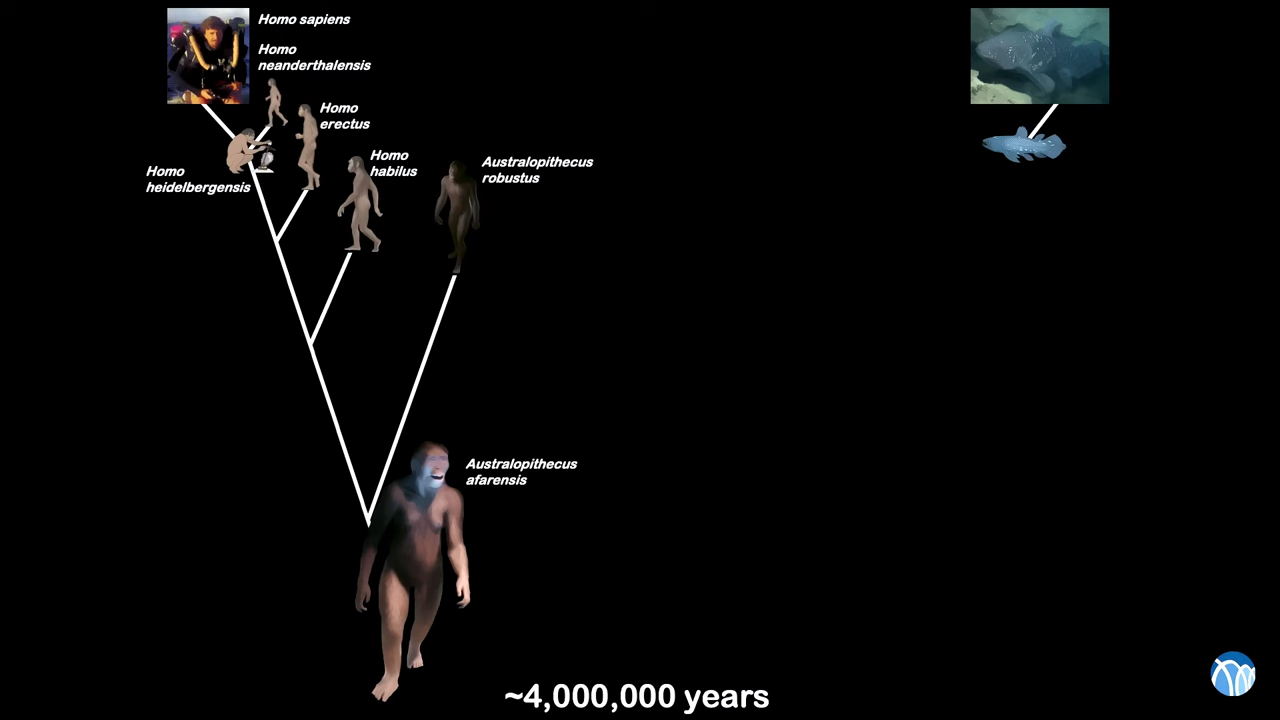 Homo sapiens
Homo
neanderthalensis
Homo
erectus
Homo
habilus
Australopithecus
robustus
Homo
heidelbergensis
Australopithecus
afarensis
~4,000,000 years